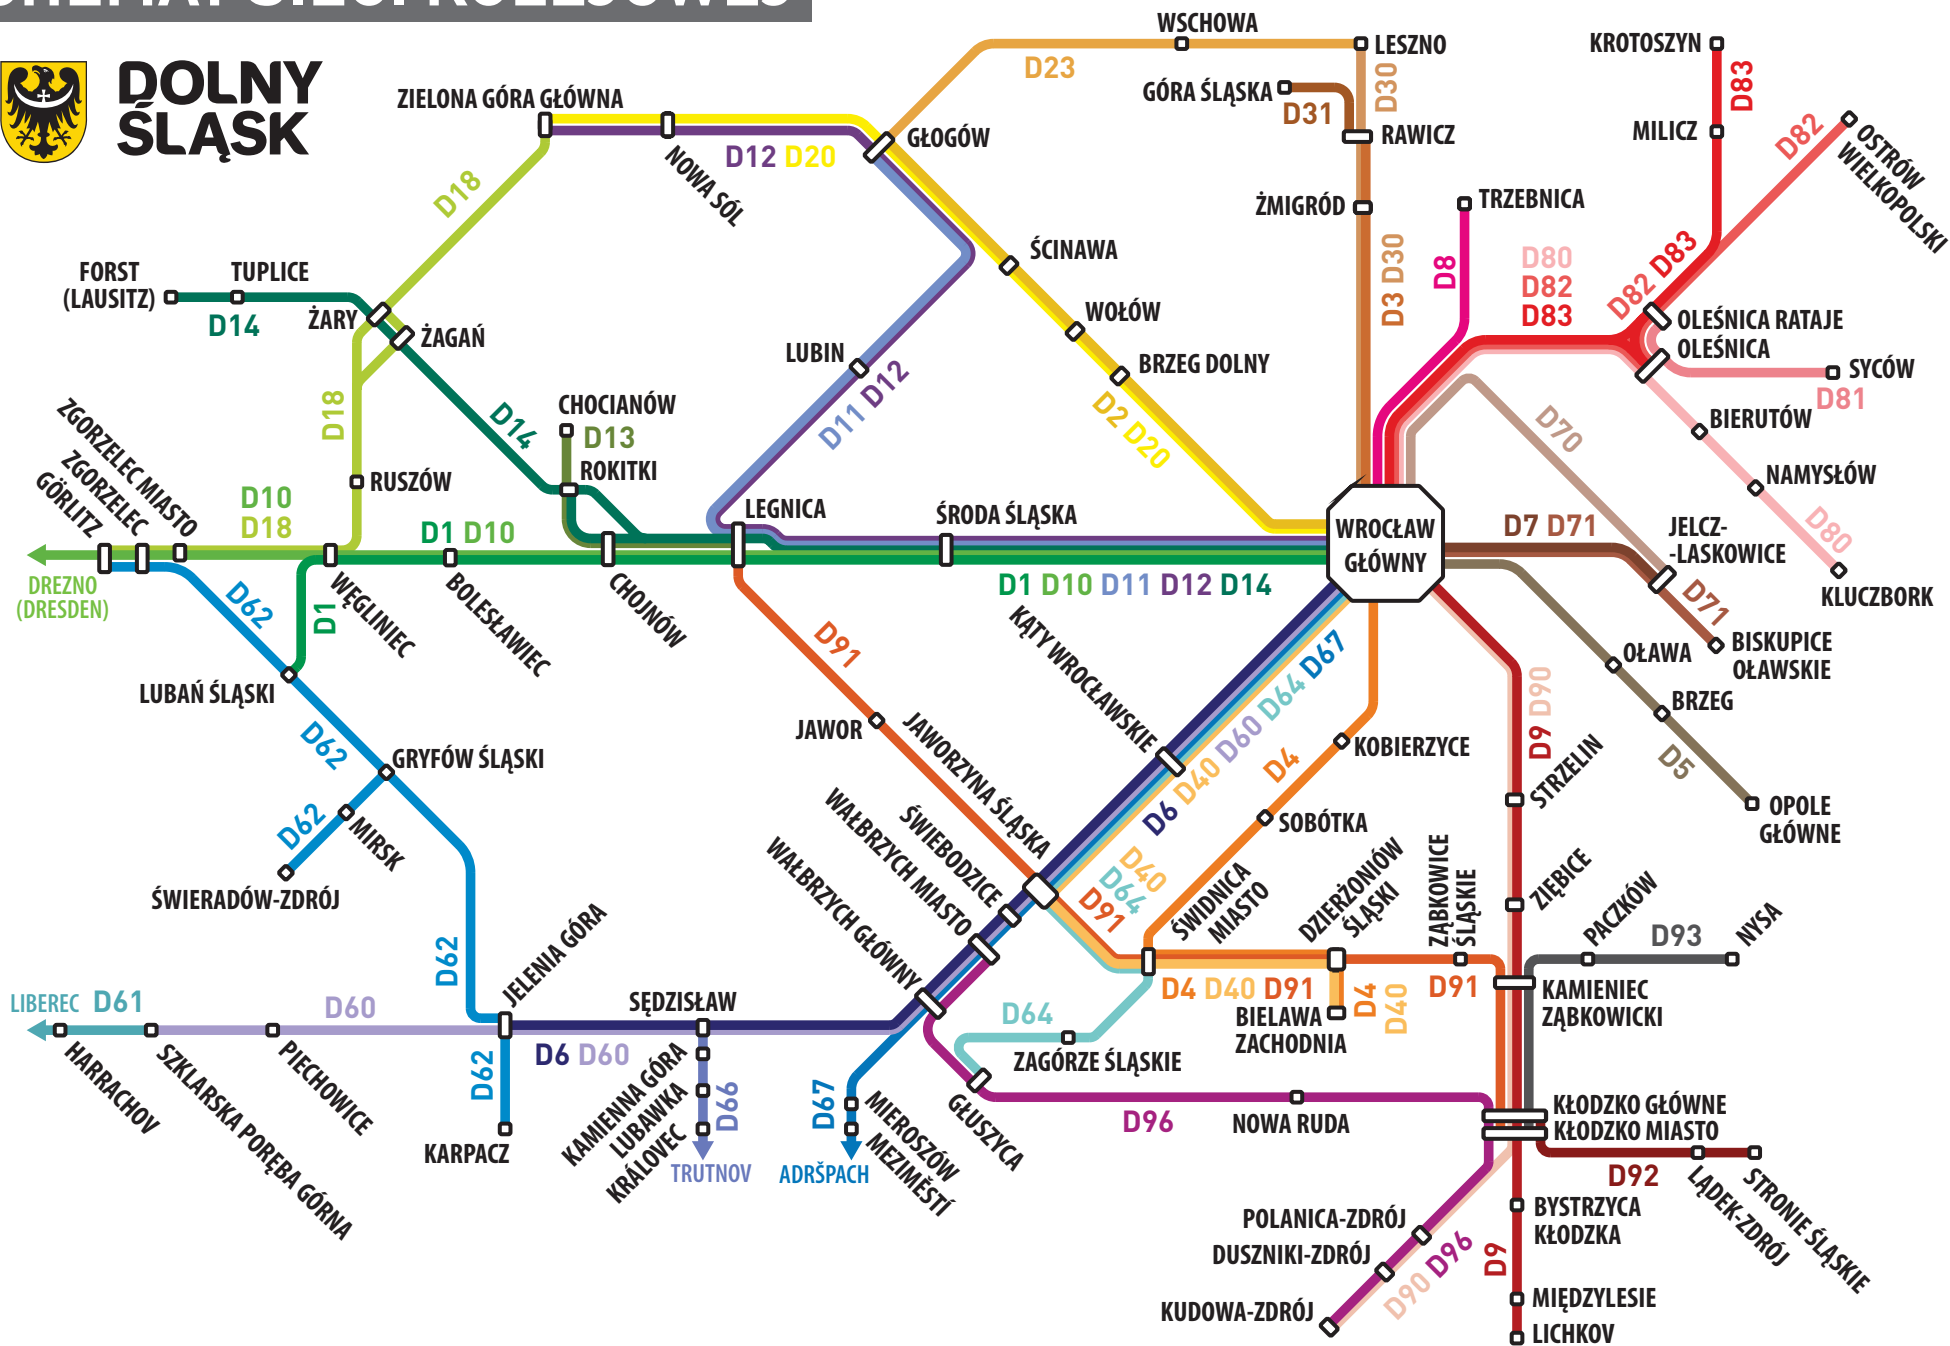 DOLNY
ŚLĄSK
WSCHOWA
LESZNO
KROTOSZYN
D23
D30
D83
GÓRA ŚLĄSKA
D31
ZIELONA GÓRA GŁÓWNA
GŁOGÓW
RAWICZ
MILICZ
D82
OSTRÓW
WIELKOPOLSKI
D12 D20
NOWA SÓL
D18
ŻMIGRÓD
TRZEBNICA
ŚCINAWA
D3 D30
D8
D80
D82
D83
D82 D83
FORST
(LAUSITZ)
TUPLICE
D14
ŻARY
ŻAGAŃ
WOŁÓW
OLEŚNICA RATAJE
OLEŚNICA
LUBIN
BRZEG DOLNY
SYCÓW
D81
D11 D12
D2 D20
D70
BIERUTÓW
CHOCIANÓW
D13
D14
D18
ROKITKI
RUSZÓW
NAMYSŁÓW
D80
ZGORZELEC MIASTO
ZGORZELEC
GÖRLITZ
D10
D18
D1 D10
LEGNICA
ŚRODA ŚLĄSKA
WROCŁAW
GŁÓWNY
D7 D71
JELCZ-
-LASKOWICE
D71
KLUCZBORK
DREZNO
(DRESDEN)
D62
D1
WĘGLINIEC
BOLESŁAWIEC
CHOJNÓW
D1 D10 D11 D12 D14
BISKUPICE
OŁAWSKIE
OŁAWA
BRZEG
D5
OPOLE
GŁÓWNE
LUBAŃ ŚLĄSKI
D91
KĄTY WROCŁAWSKIE
D6 D40 D60 D64 D67
D9 D90
D62
GRYFÓW ŚLĄSKI
JAWOR
JAWORZYNA ŚLĄSKA
D4
KOBIERZYCE
STRZELIN
D62
MIRSK
ŚWIERADÓW-ZDRÓJ
WAŁBRZYCH GŁÓWNY
WAŁBRZYCH MIASTO
ŚWIEBODZICE
SOBÓTKA
D40
D64
D91
ŚWIDNICA
MIASTO
DZIERŻONIÓW
ŚLĄSKI
ZĄBKOWICE
ŚLĄSKIE
ZIĘBICE
PACZKÓW
D93
NYSA
D62
JELENIA GÓRA
D4 D40 D91
D4
D40
D91
KAMIENIEC
ZĄBKOWICKI
LIBEREC
D61
D60
SĘDZISŁAW
D6 D60
D64
ZAGÓRZE ŚLĄSKIE
BIELAWA
ZACHODNIA
HARRACHOV
SZKLARSKA PORĘBA GÓRNA
PIECHOWICE
D62
KARPACZ
KAMIENNA GÓRA
LUBAWKA
KRÁLOVEC
D66
TRUTNOV
D67
MIEROSZÓW
MEZIMĚSTÍ
ADRŠPACH
GŁUSZYCA
D96
NOWA RUDA
KŁODZKO GŁÓWNE
KŁODZKO MIASTO
D92
LĄDEK-ZDRÓJ
STRONIE ŚLĄSKIE
POLANICA-ZDRÓJ
DUSZNIKI-ZDRÓJ
KUDOWA-ZDRÓJ
D90 D96
D9
BYSTRZYCA
KŁODZKA
MIĘDZYLESIE
LICHKOV